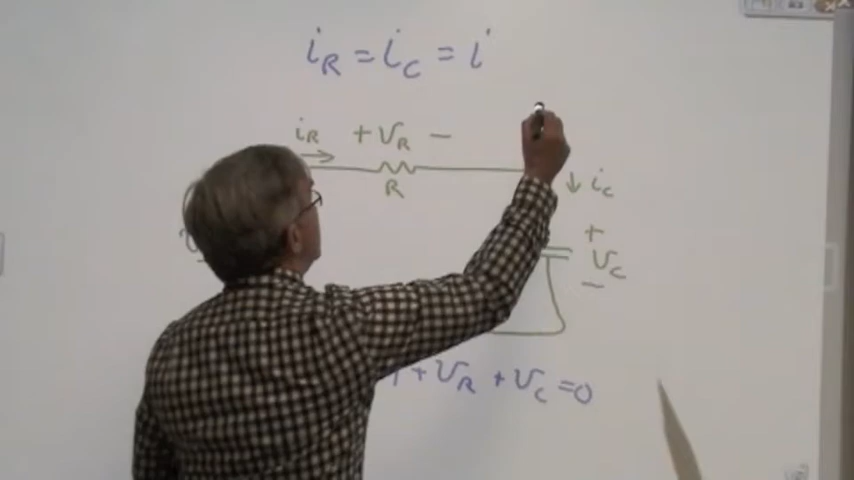 i_R = i_C = i
i_R + V_R −
R
i_C
+
V_C
−
+ V_R + V_C = 0